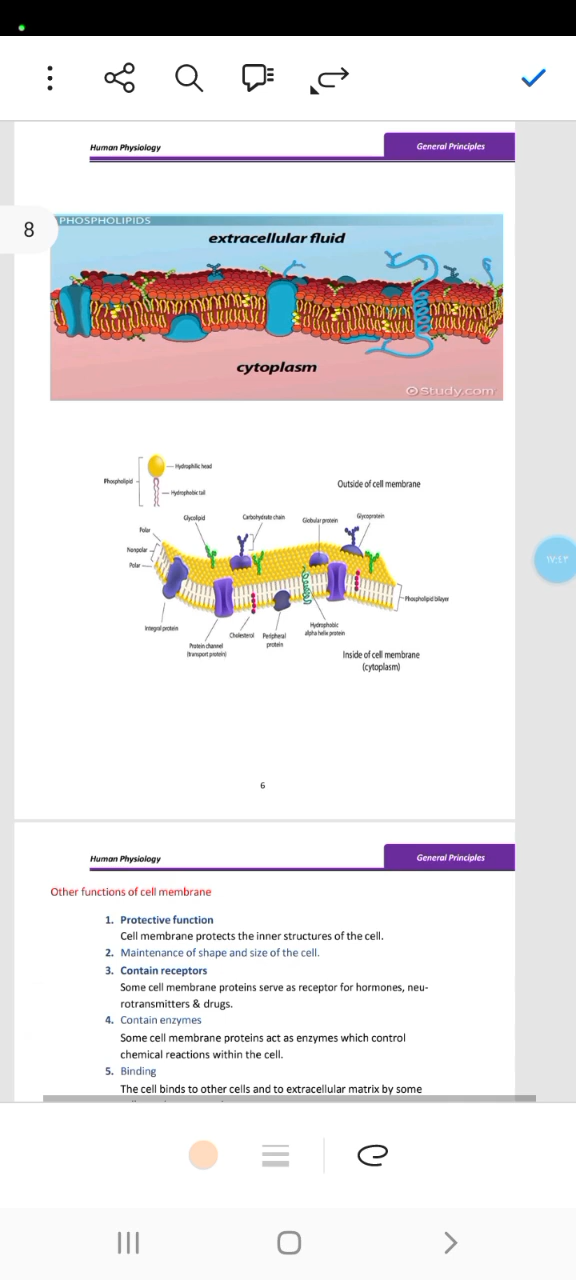 Human Physiology
General Principles
8
PHOSPHOLIPIDS
extracellular fluid
cytoplasm
©Study.com
Hydrophilic head
Phospholipid
Hydrophobic tail
Outside of cell membrane
Glycolipid
Carbohydrate chain
Globular protein
Glycoprotein
Polar
Nonpolar
Polar
Phospholipid bilayer
Integral protein
Cholesterol
Peripheral
protein
Hydrophobic
alpha helix protein
Protein channel
(transport protein)
Inside of cell membrane
(cytoplasm)
١٧:٤٣
6
Human Physiology
General Principles
Other functions of cell membrane
1. Protective function
Cell membrane protects the inner structures of the cell.
2. Maintenance of shape and size of the cell.
3. Contain receptors
Some cell membrane proteins serve as receptor for hormones, neu-
rotransmitters & drugs.
4. Contain enzymes
Some cell membrane proteins act as enzymes which control
chemical reactions within the cell.
5. Binding
The cell binds to other cells and to extracellular matrix by some